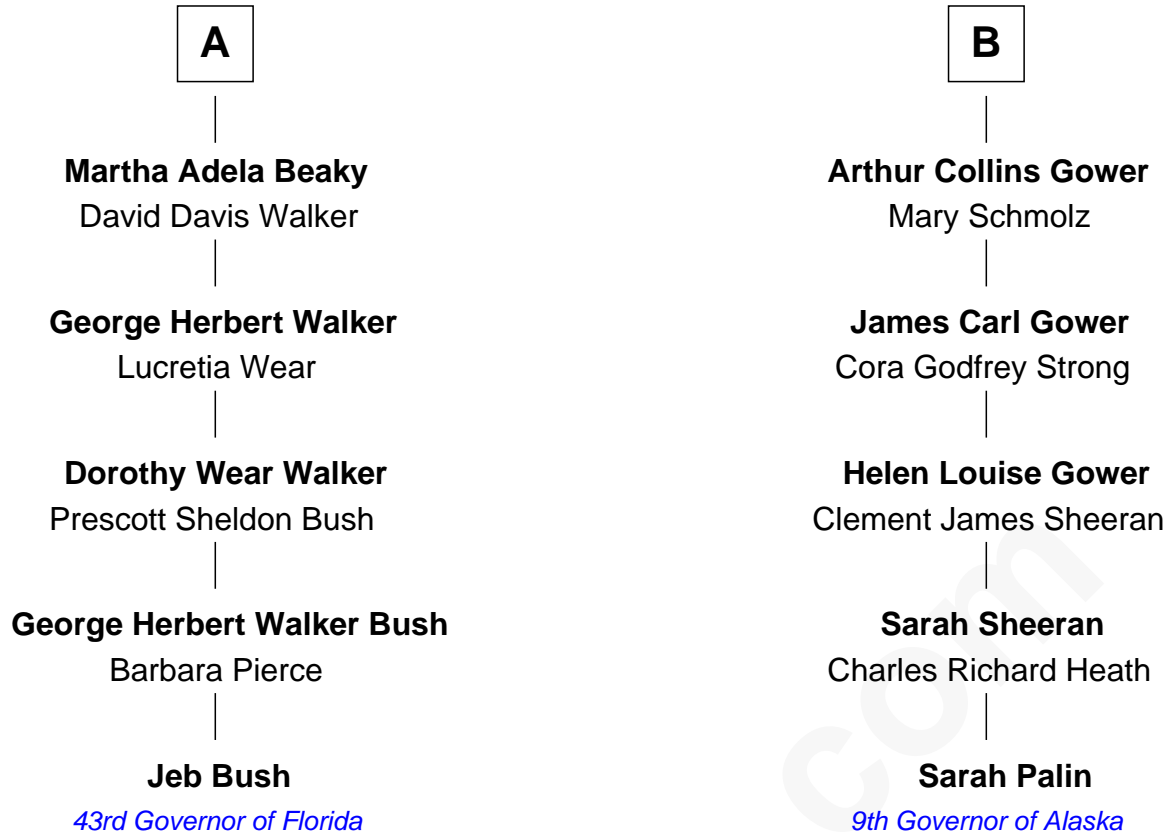 A
Martha Adela Beaky
David Davis Walker
George Herbert Walker
Lucretia Wear
Dorothy Wear Walker
Prescott Sheldon Bush
George Herbert Walker Bush
Barbara Pierce
Jeb Bush
43rd Governor of Florida
B
Arthur Collins Gower
Mary Schmolz
James Carl Gower
Cora Godfrey Strong
Helen Louise Gower
Clement James Sheeran
Sarah Sheeran
Charles Richard Heath
Sarah Palin
9th Governor of Alaska
com